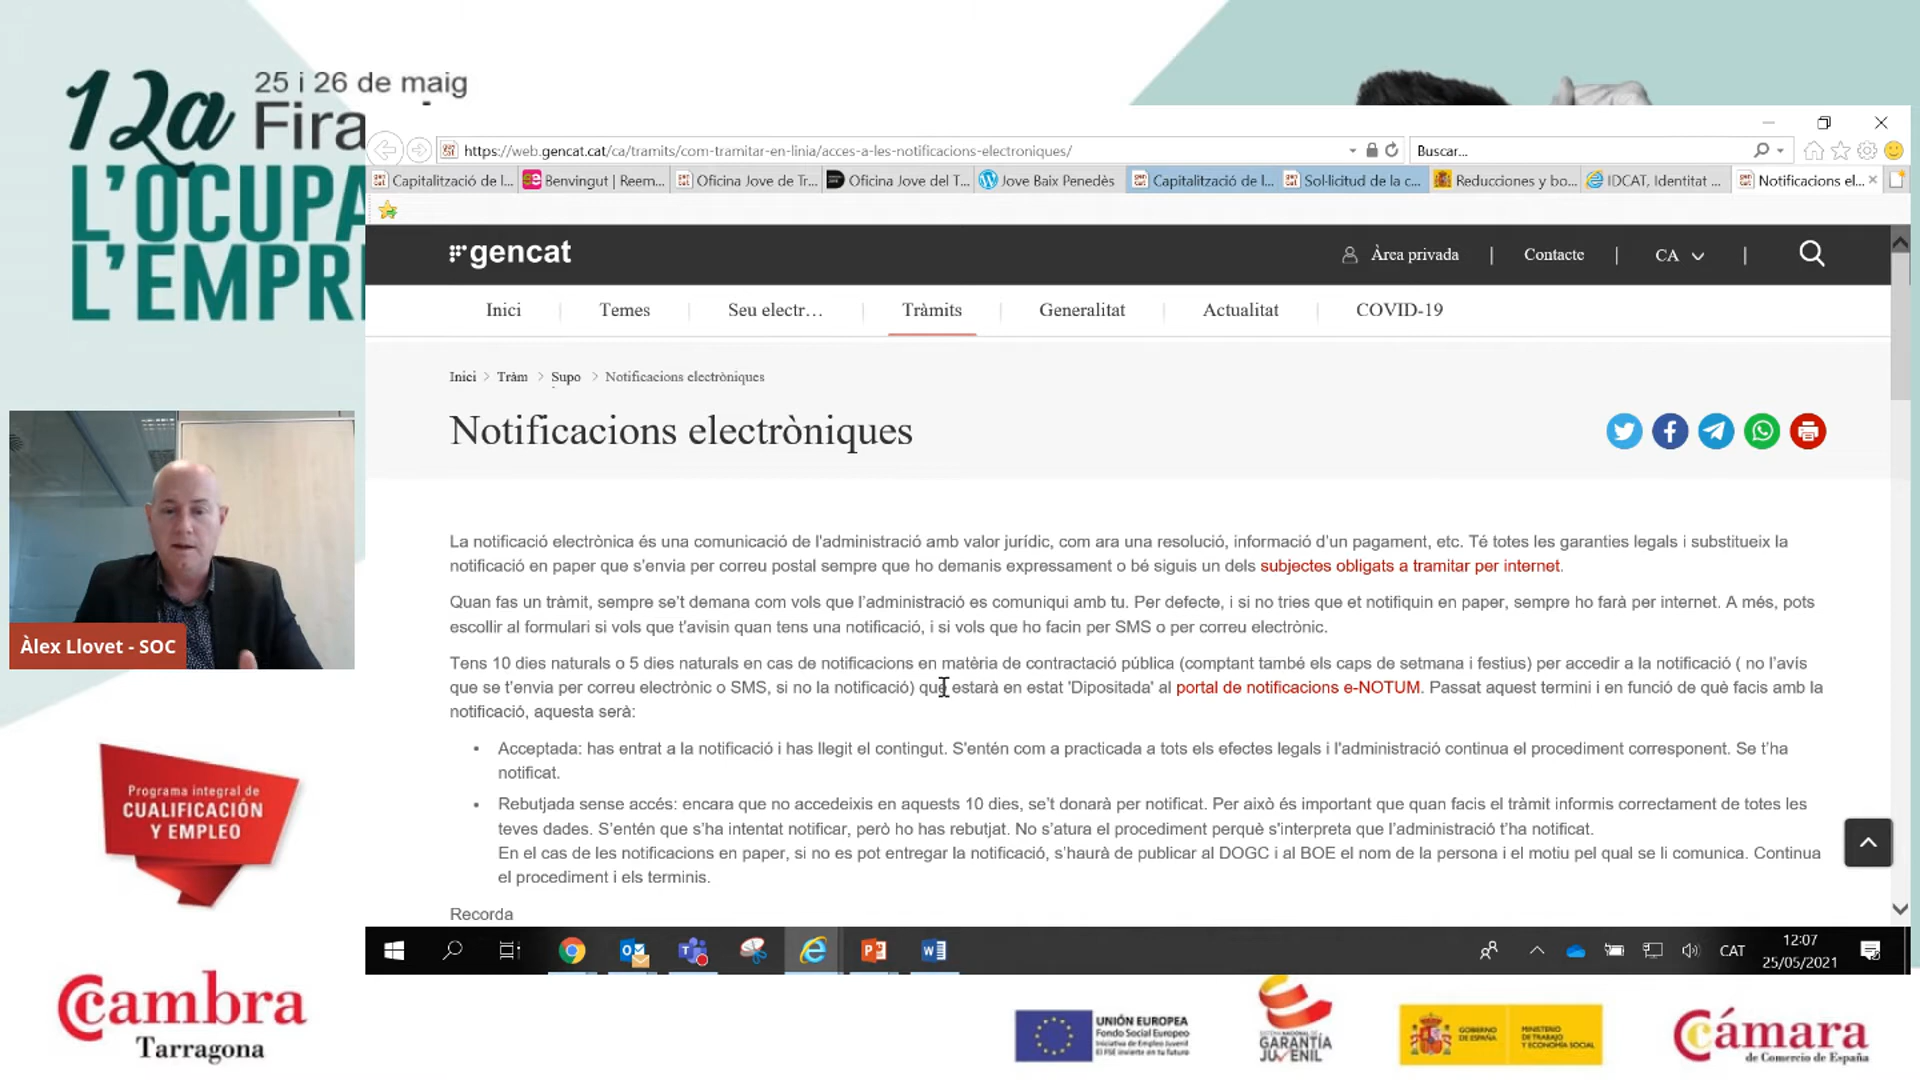 12a
25 i 26 de maig
Fira
L'OCUPA
L'EMPR
https://web.gencat.cat/ca/tramits/com-tramitar-en-linia/acces-a-les-notificacions-electroniques/
Buscar...
Capitalització de l...
Benvingut | Reem...
Oficina Jove de Tr...
Oficina Jove del T...
Jove Baix Penedès
Capitalització de l...
Sol·licitud de la c...
Reducciones y bo...
IDCAT, Identitat ...
Notificacions el...
gencat
Àrea privada
Contacte
CA
Inici
Temes
Seu electr…
Tràmits
Generalitat
Actualitat
COVID-19
Inici > Tràm > Supo > Notificacions electròniques
Notificacions electròniques
La notificació electrònica és una comunicació de l'administració amb valor jurídic, com ara una resolució, informació d'un pagament, etc. Té totes les garanties legals i substitueix la
notificació en paper que s'envia per correu postal sempre que ho demanis expressament o bé siguis un dels subjectes obligats a tramitar per internet.
Quan fas un tràmit, sempre se't demana com vols que l'administració es comuniqui amb tu. Per defecte, i si no tries que et notifiquin en paper, sempre ho farà per internet. A més, pots
escollir al formulari si vols que t'avisin quan tens una notificació, i si vols que ho facin per SMS o per correu electrònic.
Tens 10 dies naturals o 5 dies naturals en cas de notificacions en matèria de contractació pública (comptant també els caps de setmana i festius) per accedir a la notificació ( no l'avís
que se t'envia per correu electrònic o SMS, si no la notificació) que estarà en estat 'Dipositada' al portal de notificacions e-NOTUM. Passat aquest termini i en funció de què facis amb la
notificació, aquesta serà:
• Acceptada: has entrat a la notificació i has llegit el contingut. S'entén com a practicada a tots els efectes legals i l'administració continua el procediment corresponent. Se t'ha
notificat.
• Rebutjada sense accés: encara que no accedeixis en aquests 10 dies, se't donarà per notificat. Per això és important que quan facis el tràmit informis correctament de totes les
teves dades. S'entén que s'ha intentat notificar, però ho has rebutjat. No s'atura el procediment perquè s'interpreta que l'administració t'ha notificat.
En el cas de les notificacions en paper, si no es pot entregar la notificació, s'haurà de publicar al DOGC i al BOE el nom de la persona i el motiu pel qual se li comunica. Continua
el procediment i els terminis.
Recorda
Àlex Llovet - SOC
Programa integral de
CUALIFICACIÓN
Y EMPLEO
CAT
12:07
25/05/2021
Cambra
Tarragona
UNIÓN EUROPEA
Fondo Social Europeo
Iniciativa de Empleo Juvenil
El FSE invierte en tu futuro
SISTEMA NACIONAL DE
GARANTÍA
JUVENIL
GOBIERNO
DE ESPAÑA
MINISTERIO
DE TRABAJO
Y ECONOMÍA SOCIAL
Cámara
de Comercio de España